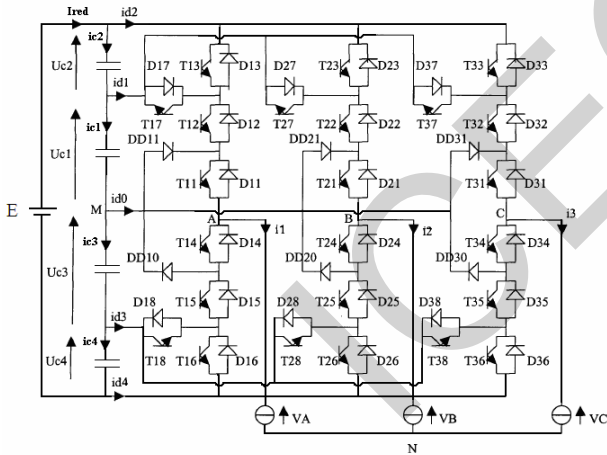 Ired id2
ic2
Uc2
D17 T13 D13 D27 T23 D23 D37 T33 D33
id1
T17 T27 T37
ic1
T12 D12 T22 D22 T32 D32
DD11 DD21 DD31
Uc1
T11 D11 T21 D21 T31 D31
E
M id0
A B C
i1 i2 i3
ic3
T14 D14 T24 D24 T34 D34
DD10 DD20 DD30
Uc3
T15 D15 T25 D25 T35 D35
D18 D28 D38
id3
ic4
Uc4
T18 T16 D16 T28 T26 D26 T38 T36 D36
id4
VA VB VC
N
ICE